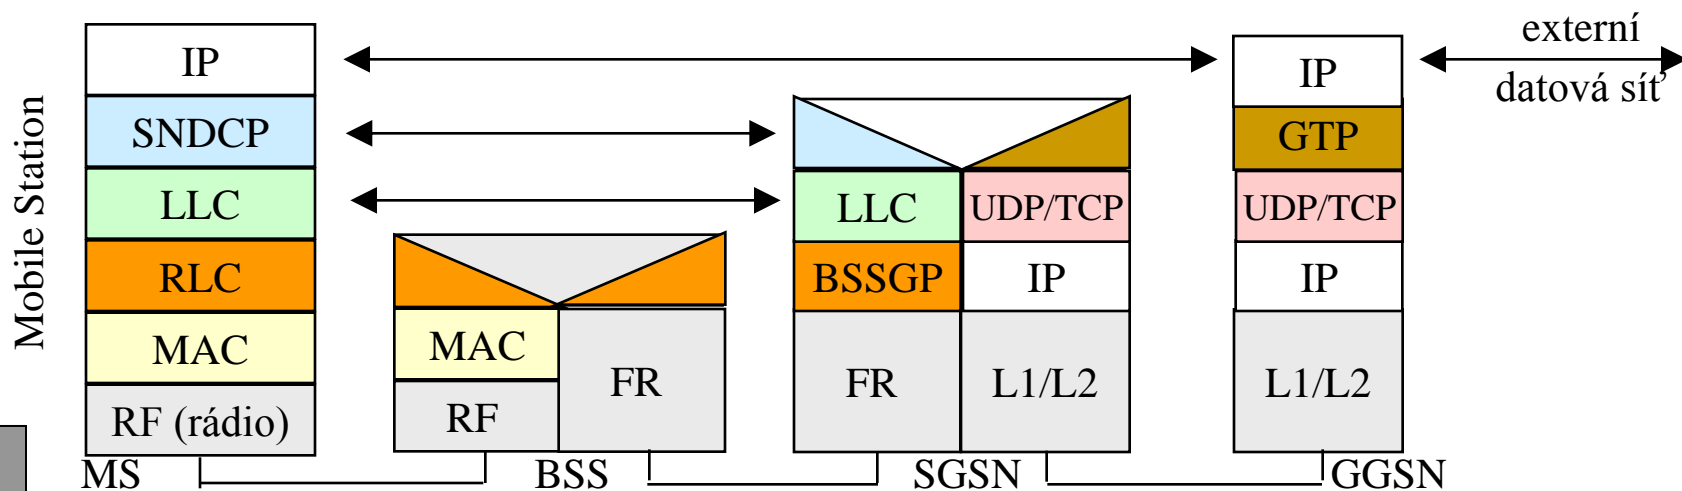 Mobile Station
IP
SNDCP
LLC
RLC
MAC
RF (rádio)
MS
MAC
RF
FR
BSS
LLC
UDP/TCP
BSSGP
IP
FR
L1/L2
SGSN
IP
GTP
UDP/TCP
IP
L1/L2
GGSN
externí
datová síť